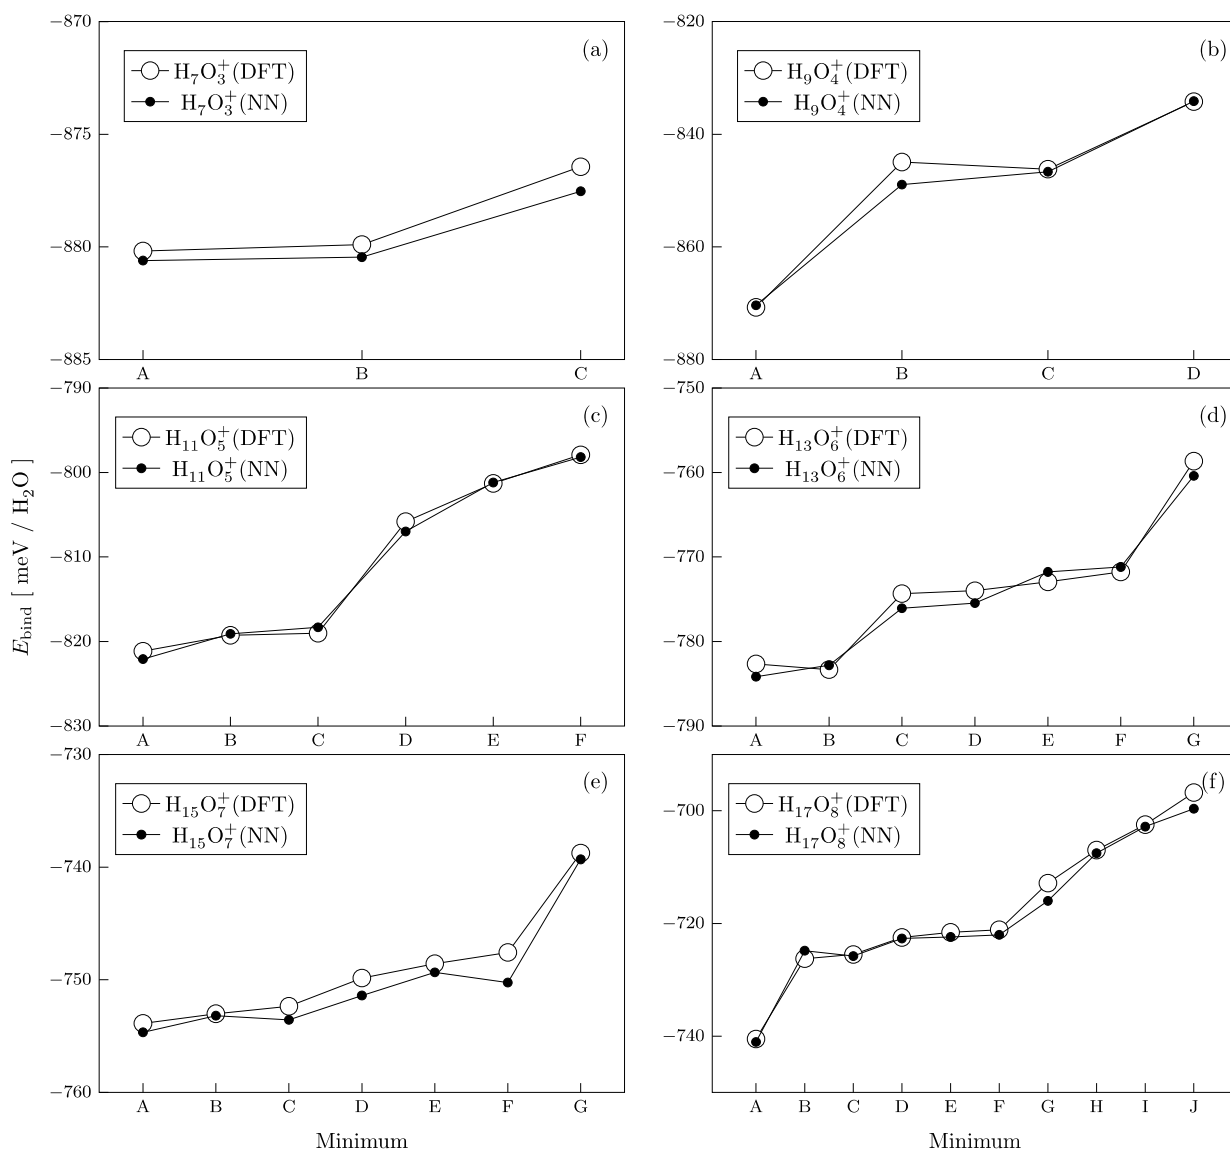 −870
−875
−880
−885
(a)
H₇O₃⁺(DFT)
H₇O₃⁺(NN)
A B C
−820
−840
−860
−880
(b)
H₉O₄⁺(DFT)
H₉O₄⁺(NN)
A B C D
E_bind [ meV / H₂O ]
−790
−800
−810
−820
−830
(c)
H₁₁O₅⁺(DFT)
H₁₁O₅⁺(NN)
A B C D E F
−750
−760
−770
−780
−790
(d)
H₁₃O₆⁺(DFT)
H₁₃O₆⁺(NN)
A B C D E F G
−730
−740
−750
−760
(e)
H₁₅O₇⁺(DFT)
H₁₅O₇⁺(NN)
A B C D E F G
Minimum
−700
−720
−740
(f)
H₁₇O₈⁺(DFT)
H₁₇O₈⁺(NN)
A B C D E F G H I J
Minimum